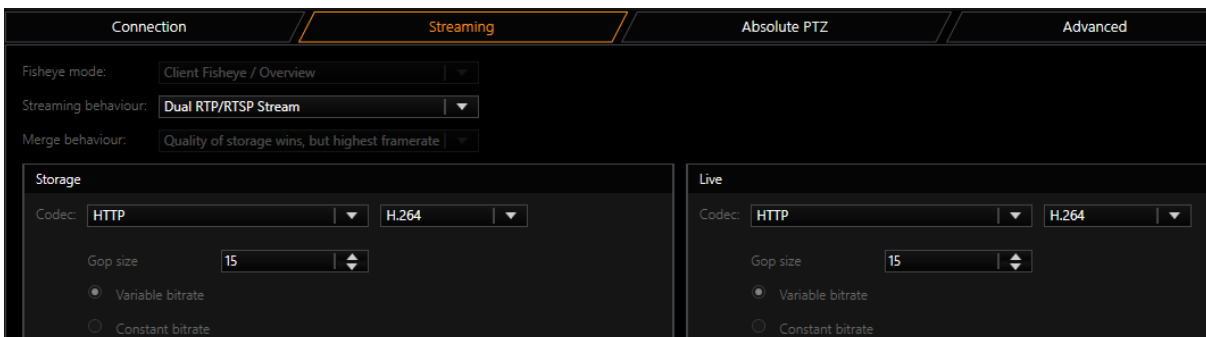 Connection Streaming Absolute PTZ Advanced
Fisheye mode: Client Fisheye / Overview
Streaming behaviour: Dual RTP/RTSP Stream
Merge behaviour: Quality of storage wins, but highest framerate
Storage
Codec: HTTP H.264
Gop size 15
Variable bitrate
Constant bitrate
Live
Codec: HTTP H.264
Gop size 15
Variable bitrate
Constant bitrate